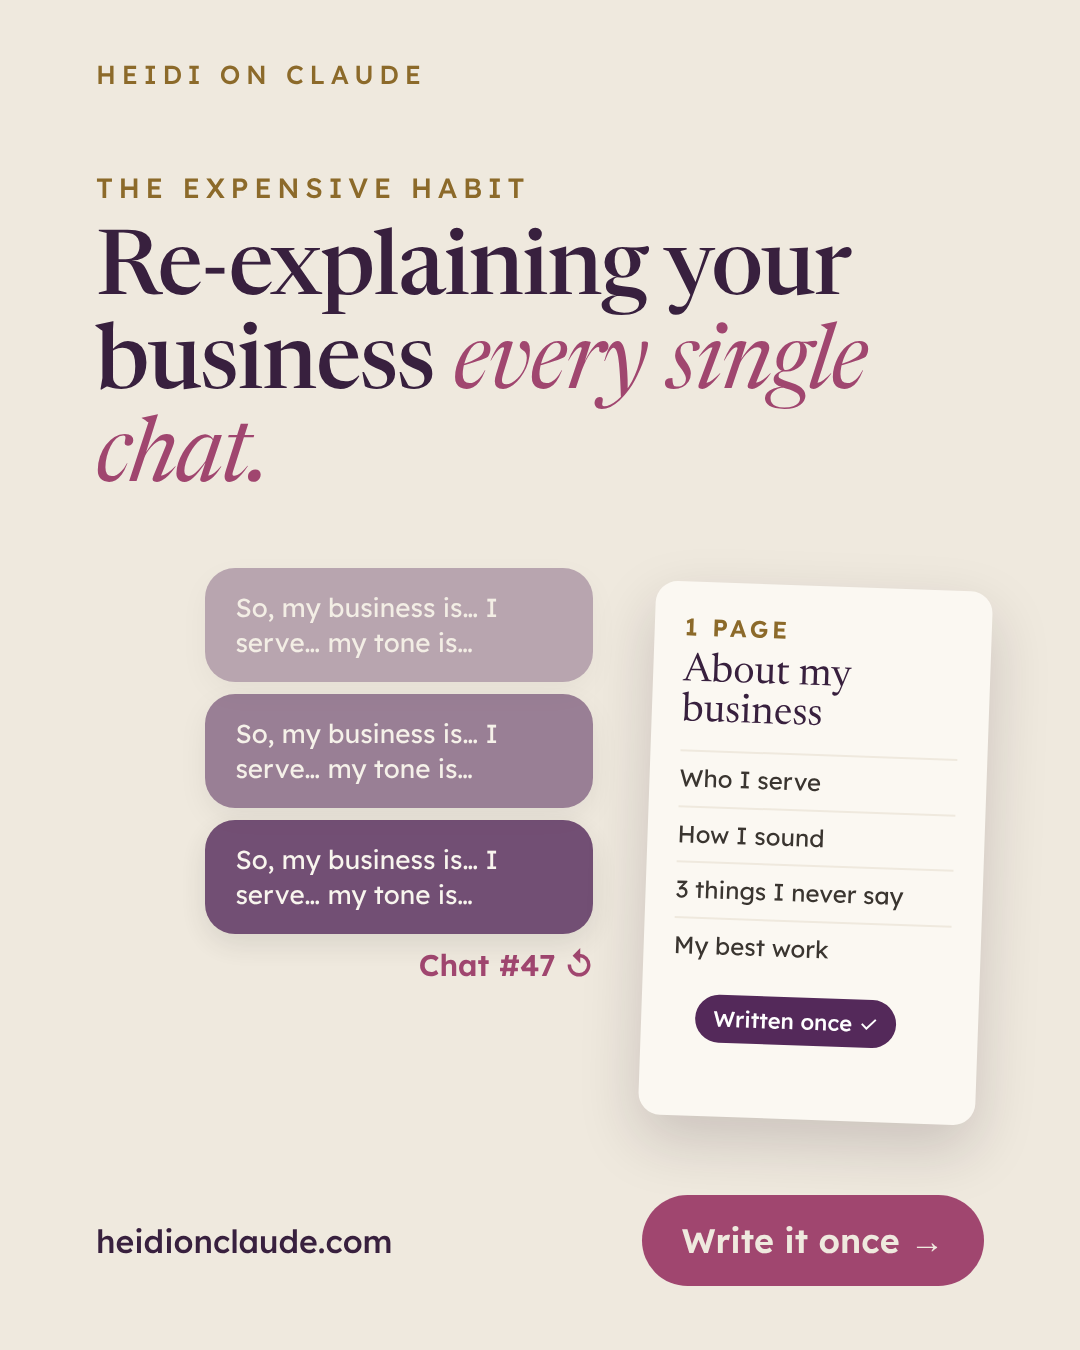 HEIDI ON CLAUDE
THE EXPENSIVE HABIT
Re-explaining your
business every single
chat.
So, my business is... I
serve... my tone is...
So, my business is... I
serve... my tone is...
So, my business is... I
serve... my tone is...
Chat #47 ↺
1 PAGE
About my
business
Who I serve
How I sound
3 things I never say
My best work
Written once ✓
heidionclaude.com
Write it once →